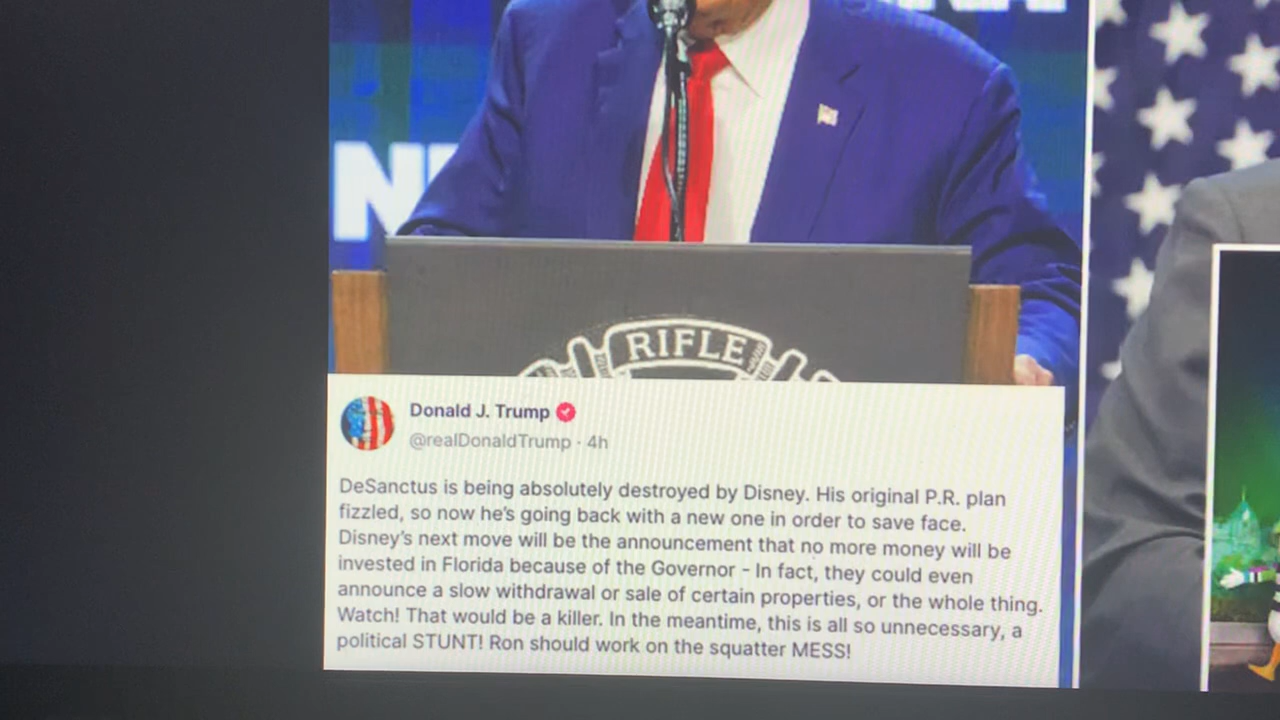 N
RIFLE
Donald J. Trump
@realDonaldTrump · 4h
DeSanctus is being absolutely destroyed by Disney. His original P.R. plan
fizzled, so now he's going back with a new one in order to save face.
Disney's next move will be the announcement that no more money will be
invested in Florida because of the Governor - In fact, they could even
announce a slow withdrawal or sale of certain properties, or the whole thing.
Watch! That would be a killer. In the meantime, this is all so unnecessary, a
political STUNT! Ron should work on the squatter MESS!